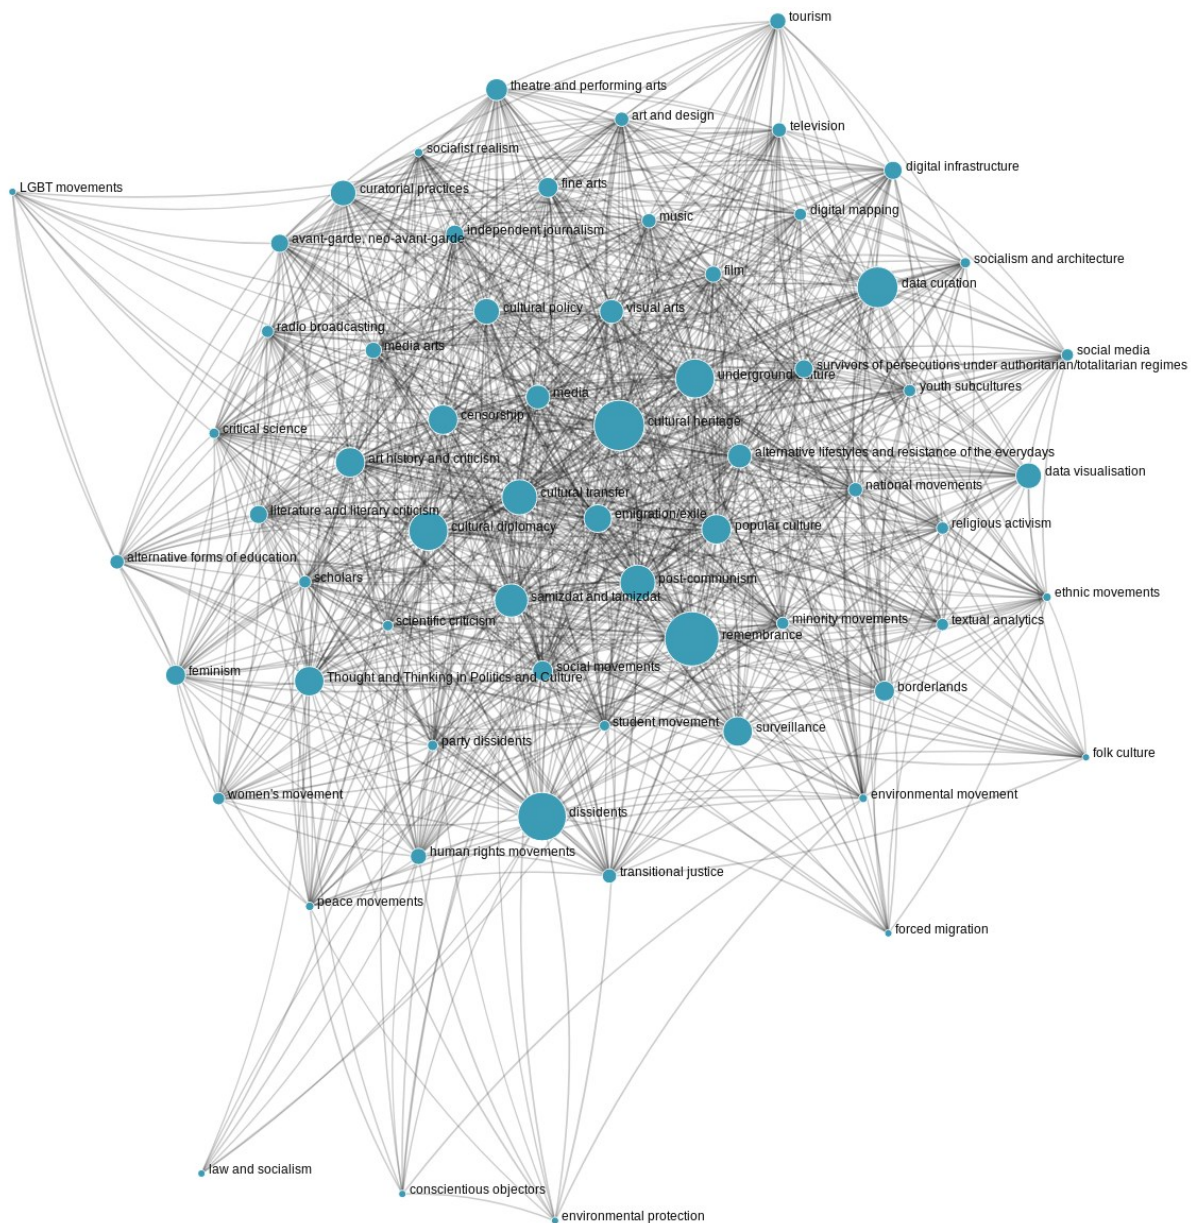 tourism
theatre and performing arts
art and design
television
socialist realism
digital infrastructure
LGBT movements
curatorial practices
fine arts
digital mapping
music
independent journalism
avant-garde, neo-avant-garde
socialism and architecture
film
data curation
cultural policy
visual arts
radio broadcasting
media arts
social media
survivors of persecutions under authoritarian/totalitarian regimes
underground culture
youth subcultures
media
censorship
cultural heritage
critical science
alternative lifestyles and resistance of the everydays
art history and criticism
data visualisation
national movements
cultural transfer
literature and literary criticism
emigration/exile
cultural diplomacy
popular culture
religious activism
alternative forms of education
scholars
post-communism
ethnic movements
samizdat and tamizdat
scientific criticism
minority movements
textual analytics
remembrance
social movements
feminism
Thought and Thinking in Politics and Culture
borderlands
student movement
surveillance
party dissidents
folk culture
women's movement
environmental movement
dissidents
human rights movements
transitional justice
peace movements
forced migration
law and socialism
conscientious objectors
environmental protection